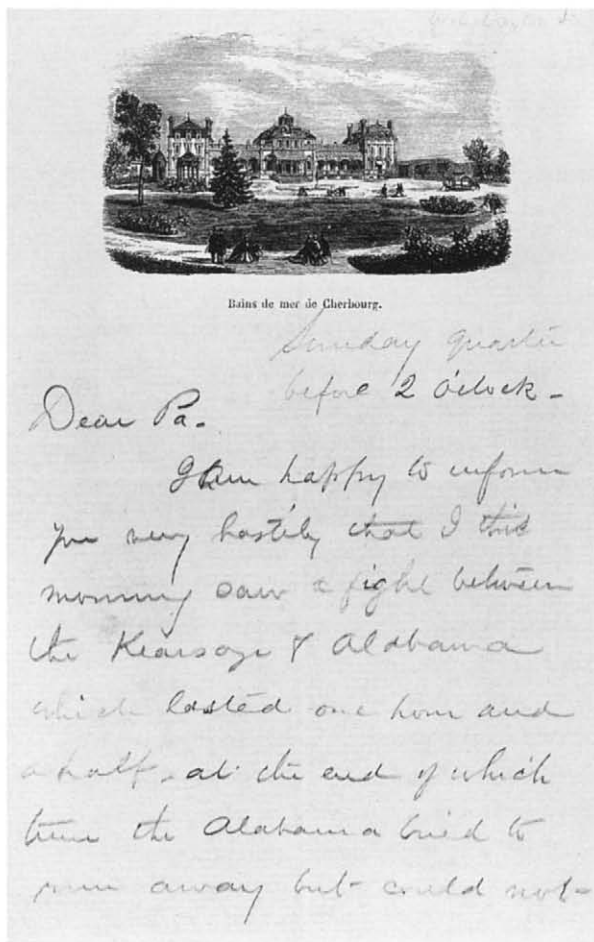 Bains de mer de Cherbourg.
Sunday quarter
before 2 O'clock -
Dear Pa.
I am happy to inform
you very hastily that I this
morning saw a fight between
the Kearsage & Alabama
which lasted one hour and
a half, at the end of which
time the Alabama tried to
run away but could not -